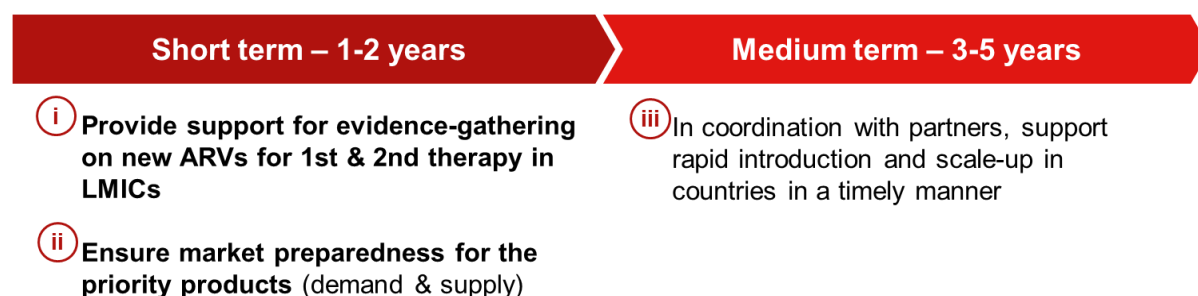 Short term – 1-2 years
i
Provide support for evidence-gathering
on new ARVs for 1st & 2nd therapy in
LMICs
ii
Ensure market preparedness for the
priority products (demand & supply)
Medium term – 3-5 years
iii
In coordination with partners, support
rapid introduction and scale-up in
countries in a timely manner